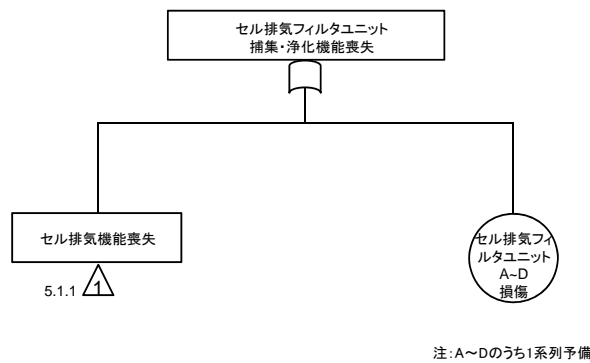 セル排気フィルタユニット
捕集・浄化機能喪失
セル排気機能喪失
5.1.1
1
セル排気フィ
ルタユニット
A~D
損傷
注:A～Dのうち1系列予備